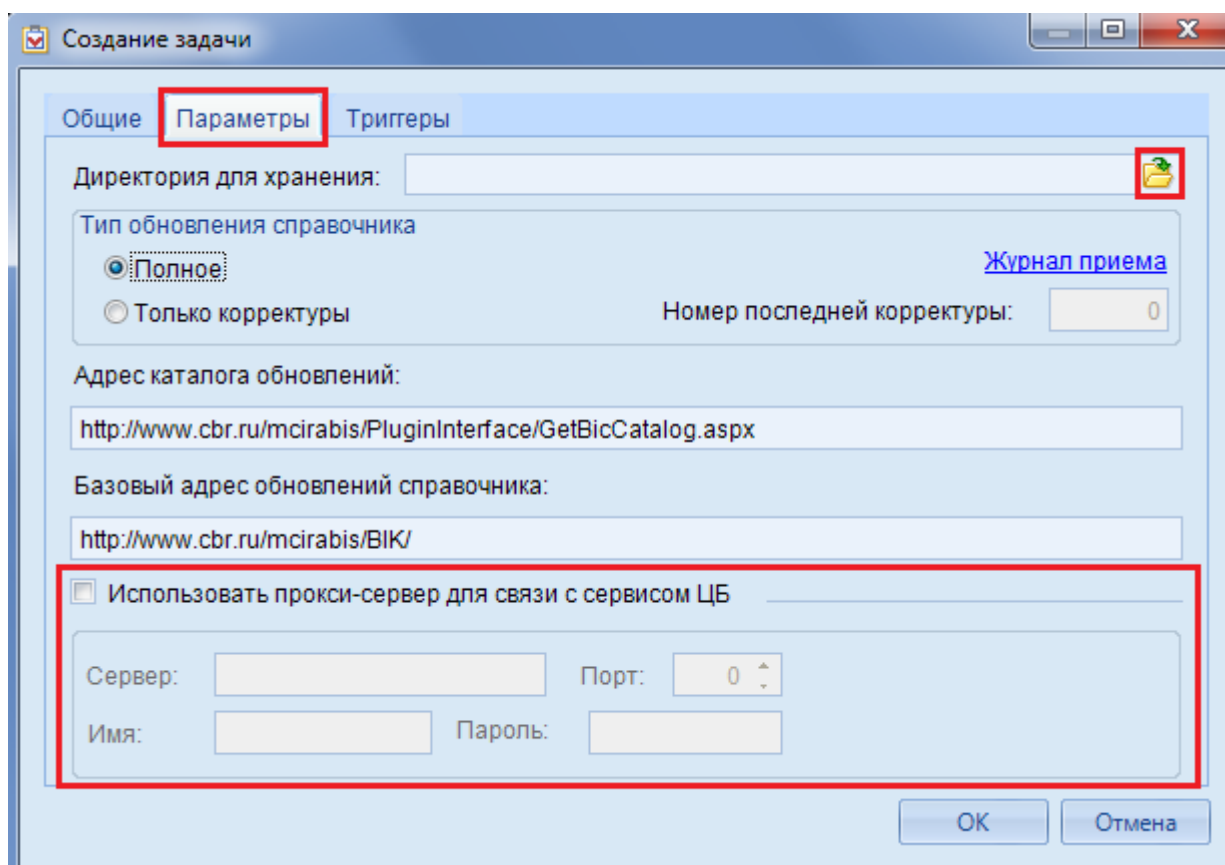 Создание задачи
Общие Параметры Триггеры
Директория для хранения:
Тип обновления справочника
Полное
Журнал приема
Только корректуры Номер последней корректуры: 0
Адрес каталога обновлений:
http://www.cbr.ru/mcirabis/PluginInterface/GetBicCatalog.aspx
Базовый адрес обновлений справочника:
http://www.cbr.ru/mcirabis/BIK/
Использовать прокси-сервер для связи с сервисом ЦБ
Сервер: Порт: 0
Имя: Пароль:
OK Отмена